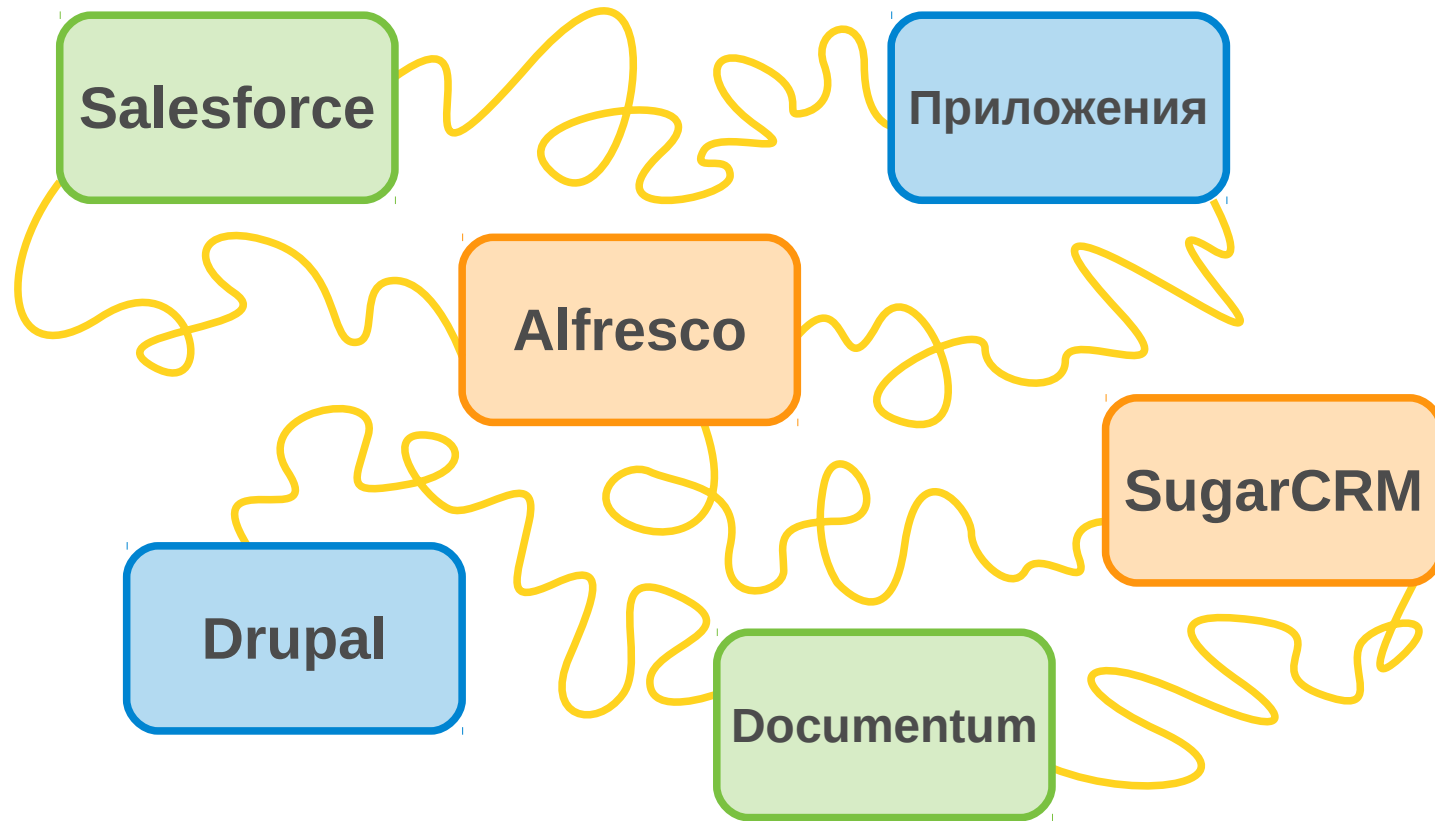 Salesforce
Приложения
Alfresco
SugarCRM
Drupal
Documentum